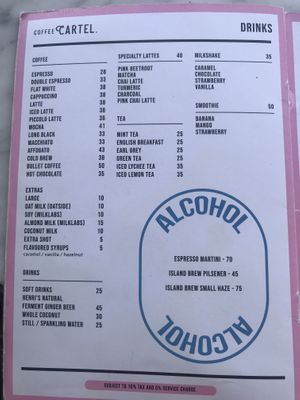 COFFEE CARTEL.
DRINKS
COFFEE
ESPRESSO 28
DOUBLE ESPRESSO 33
FLAT WHITE 38
CAPPUCCINO 38
LATTE 38
ICED LATTE 38
PICCOLO LATTE 36
MOCHA 41
LONG BLACK 33
MACCHIATO 33
AFFOGATO 43
COLD BREW 38
BULLET COFFEE 50
HOT CHOCOLATE 35
EXTRAS
LARGE 10
OAT MILK (OATSIDE) 10
SOY (MILKLABS) 10
ALMOND MILK (MILKLABS) 15
COCONUT MILK 10
EXTRA SHOT 5
FLAVOURED SYRUPS 5
caramel / vanilla / hazelnut
DRINKS
SOFT DRINKS 25
HENRI'S NATURAL
FERMENT GINGER BEER 45
WHOLE COCONUT 30
STILL / SPARKLING WATER 25
SPECIALTY LATTES 40
PINK BEETROOT
MATCHA
CHAI LATTE
TURMERIC
CHARCOAL
PINK CHAI LATTE
TEA
MINT TEA 25
ENGLISH BREAKFAST 25
EARL GREY 25
GREEN TEA 25
ICED LYCHEE TEA 35
ICED LEMON TEA 35
MILKSHAKE 35
CARAMEL
CHOCOLATE
STRAWBERRY
VANILLA
SMOOTHIE 50
BANANA
MANGO
STRAWBERRY
ALCOHOL
ESPRESSO MARTINI - 70
ISLAND BREW PILSENER - 45
ISLAND BREW SMALL HAZE - 75
ALCOHOL
SUBJECT TO 10% TAX AND 6% SERVICE CHARGE